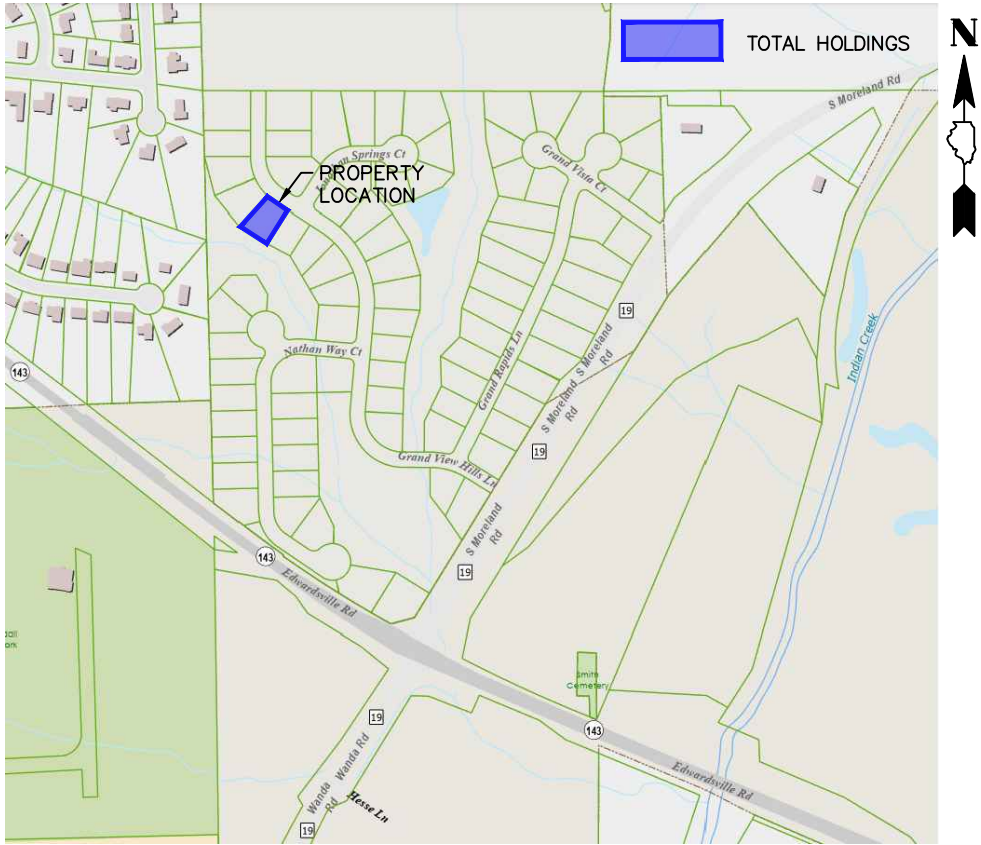 N
TOTAL HOLDINGS
S Moreland Rd
Springs Ct
Grand Vista Ct
PROPERTY
LOCATION
19
Indian Creek
Grand Rapids Ln
S Moreland
Rd
Nathan Way Ct
143
S Moreland
Rd
19
Grand View Hills Ln
S Moreland
Rd
143
19
Edwardsville Rd
Smith
Cemetery
19
143
Wanda Rd
Wanda
Rd
Edwardsville Rd
Hesse Ln
19